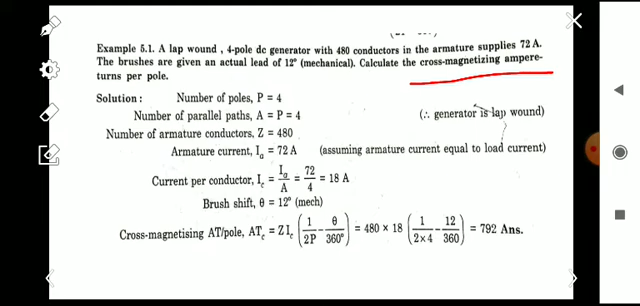 Example 5.1. A lap wound , 4-pole dc generator with 480 conductors in the armature supplies 72 A.
The brushes are given an actual lead of 12° (mechanical). Calculate the cross-magnetizing ampere-
turns per pole.
Solution : Number of poles, P = 4
Number of parallel paths, A = P = 4 (∴ generator is lap wound)
Number of armature conductors, Z = 480
Armature current, Iₐ = 72 A (assuming armature current equal to load current)
Current per conductor, I_c = Iₐ/A = 72/4 = 18 A
Brush shift, θ = 12° (mech)
Cross-magnetising AT/pole, AT_c = Z I_c (1/2P - θ/360°) = 480 × 18 (1/2×4 - 12/360) = 792 Ans.